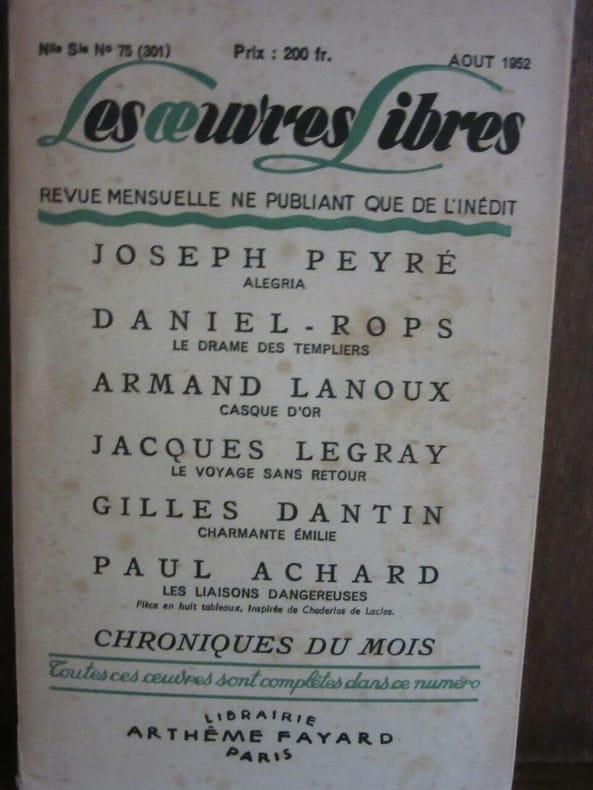 Nlle Sie No 75 (301) Prix : 200 fr. AOUT 1952
Les œuvres Libres
REVUE MENSUELLE NE PUBLIANT QUE DE L'INÉDIT
JOSEPH PEYRÉ
ALEGRIA
DANIEL-ROPS
LE DRAME DES TEMPLIERS
ARMAND LANOUX
CASQUE D'OR
JACQUES LEGRAY
LE VOYAGE SANS RETOUR
GILLES DANTIN
CHARMANTE ÉMILIE
PAUL ACHARD
LES LIAISONS DANGEREUSES
Pièce en huit tableaux, inspirée de Choderlos de Laclos.
CHRONIQUES DU MOIS
Toutes ces œuvres sont complètes dans ce numéro
LIBRAIRIE
ARTHÊME FAYARD
PARIS